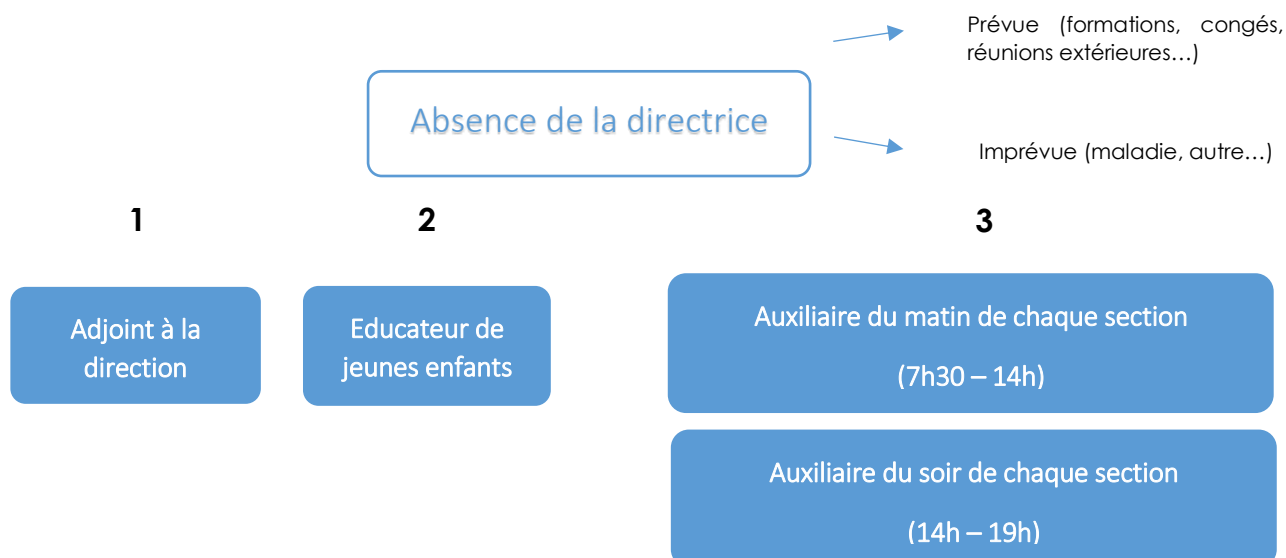 Prévue (formations, congés,
réunions extérieures…)
Absence de la directrice
Imprévue (maladie, autre…)
1
2
3
Adjoint à la
direction
Educateur de
jeunes enfants
Auxiliaire du matin de chaque section
(7h30 – 14h)
Auxiliaire du soir de chaque section
(14h – 19h)